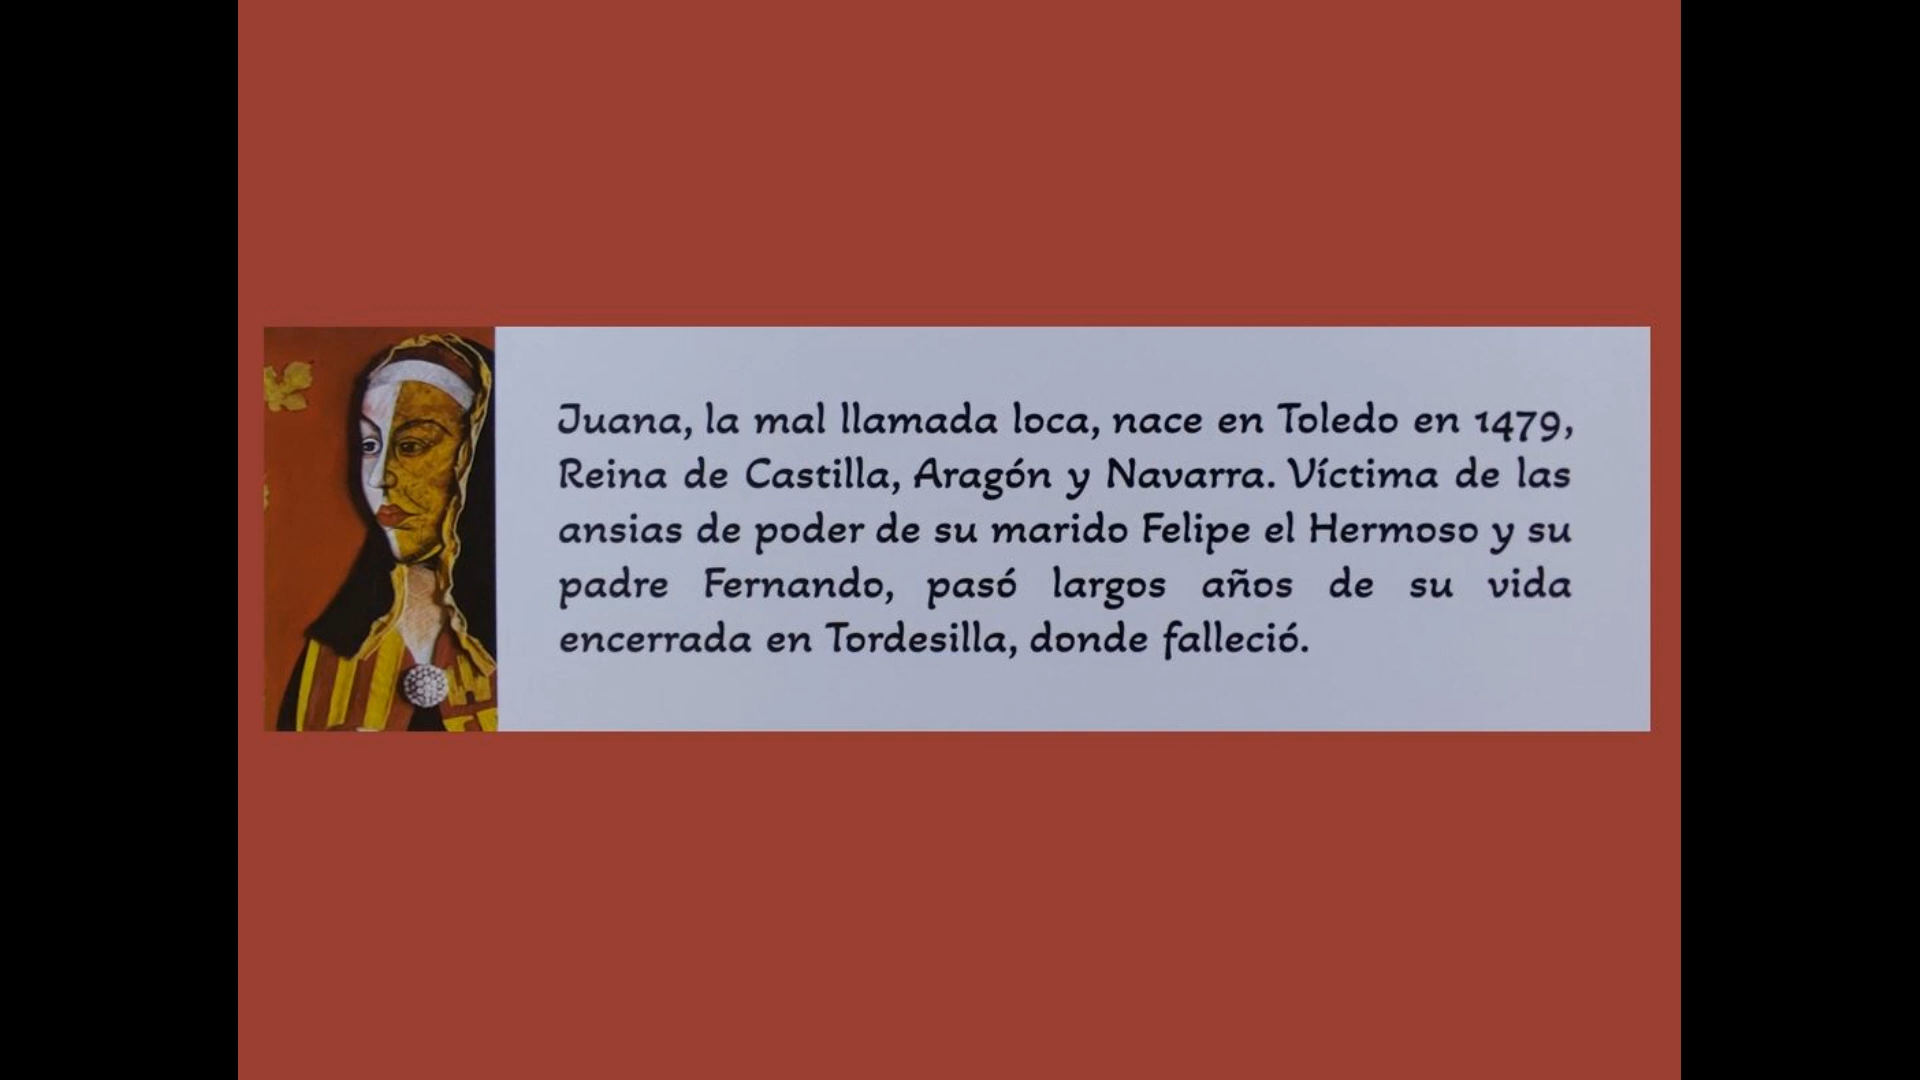 Juana, la mal llamada loca, nace en Toledo en 1479,
Reina de Castilla, Aragón y Navarra. Víctima de las
ansias de poder de su marido Felipe el Hermoso y su
padre Fernando, pasó largos años de su vida
encerrada en Tordesilla, donde falleció.